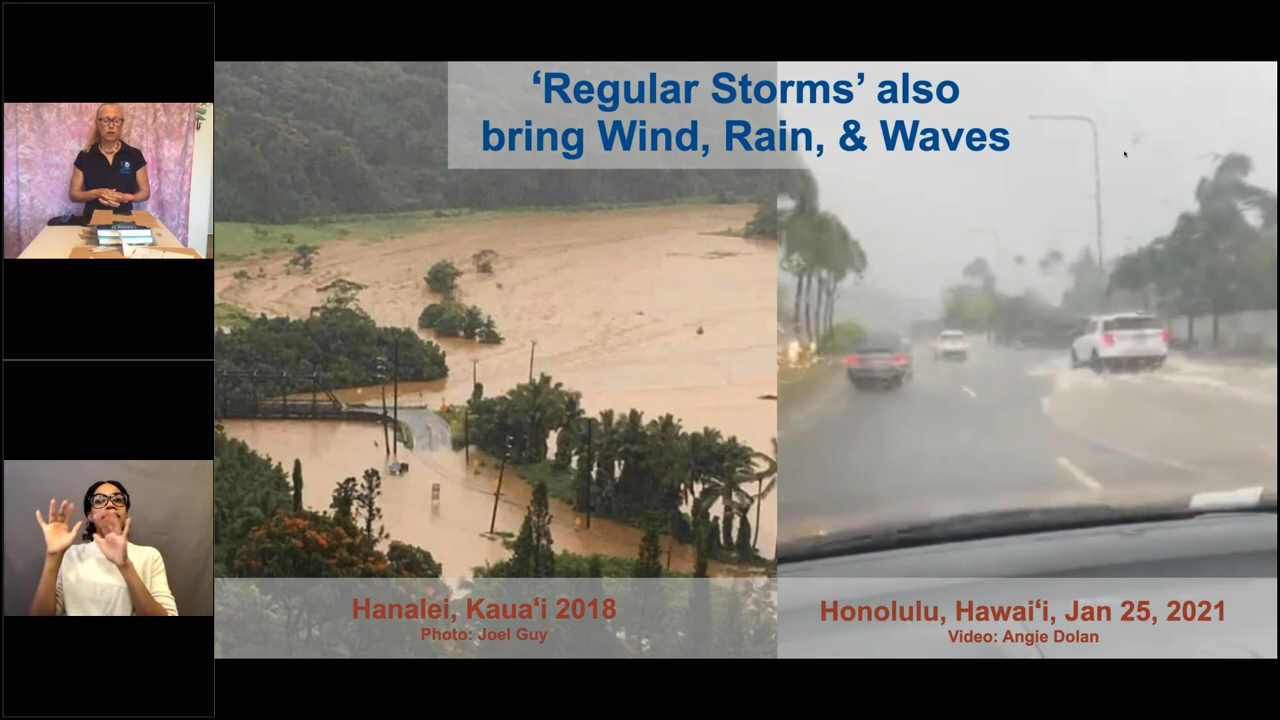 ‘Regular Storms’ also
bring Wind, Rain, & Waves
Hanalei, Kaua‘i 2018
Photo: Joel Guy
Honolulu, Hawai‘i, Jan 25, 2021
Video: Angie Dolan